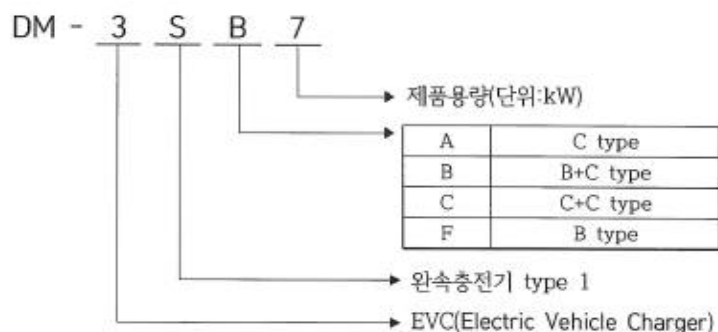 DM - 3 S B 7
제품용량(단위:kW)
A C type
B B+C type
C C+C type
F B type
완속충전기 type 1
EVC(Electric Vehicle Charger)